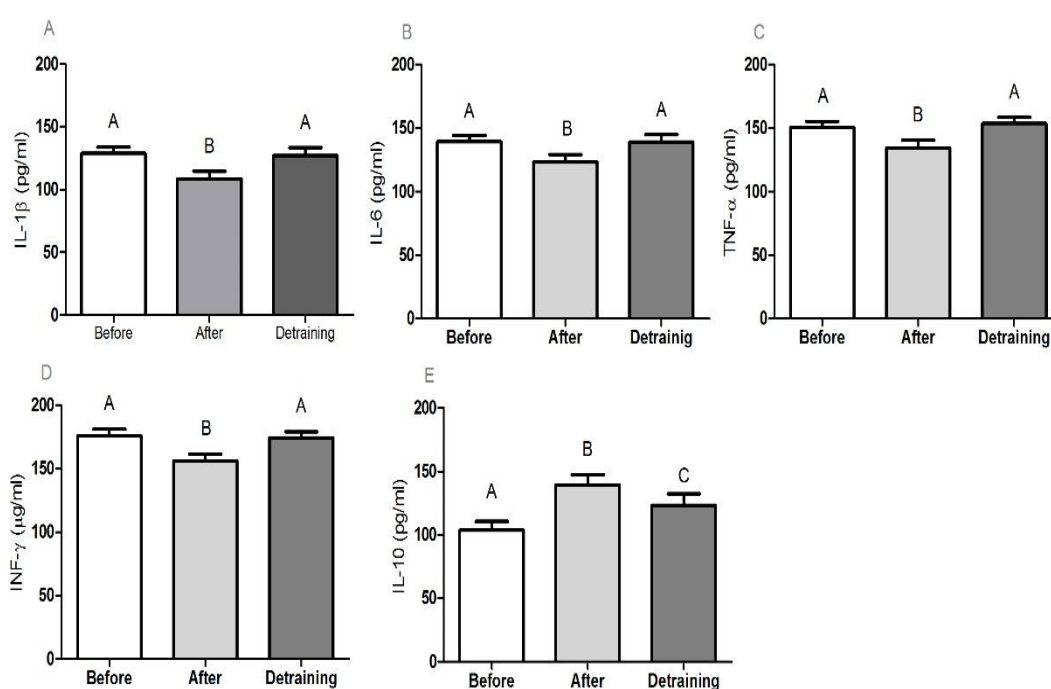 A
200
150
100
50
0
IL-1β (pg/ml)
A
B
A
Before
After
Detraining
B
200
150
100
50
0
IL-6 (pg/ml)
A
B
A
Before
After
Detrainig
C
200
150
100
50
0
TNF-α (pg/ml)
A
B
A
Before
After
Detraining
D
200
150
100
50
0
INF-γ (µg/ml)
A
B
A
Before
After
Detraining
E
200
150
100
50
0
IL-10 (pg/ml)
A
B
C
Before
After
Detraining